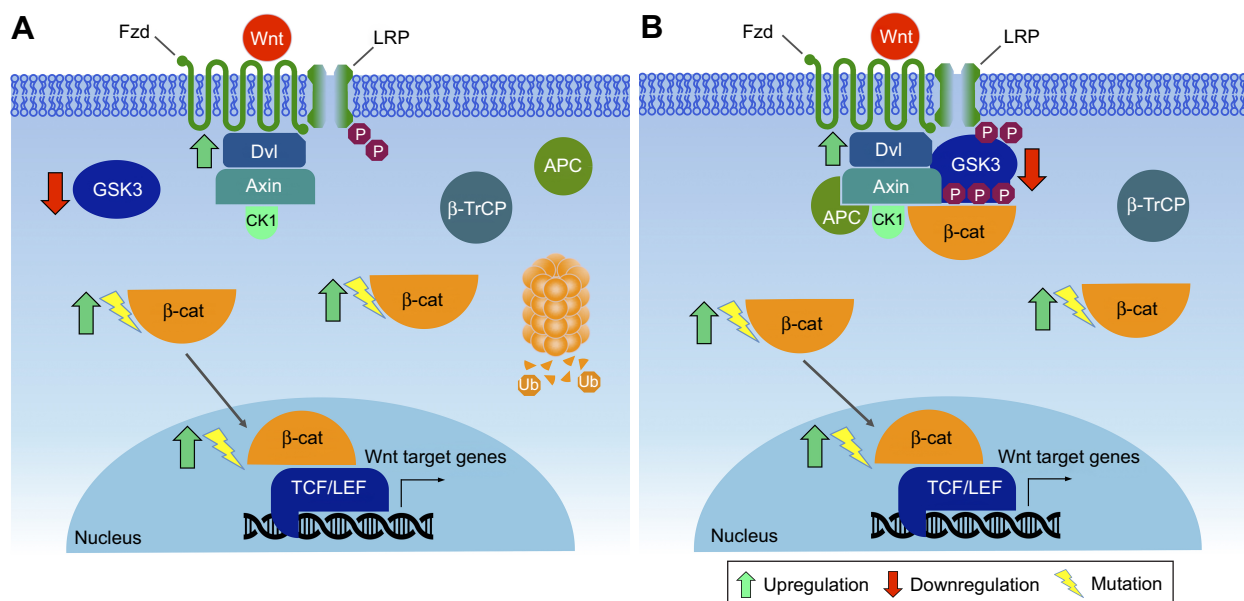 A
Fzd
Wnt
LRP
P
P
Dvl
GSK3
Axin
CK1
APC
β-TrCP
β-cat
β-cat
Ub
Ub
β-cat
Wnt target genes
TCF/LEF
Nucleus
B
Fzd
Wnt
LRP
P P
Dvl
GSK3
Axin
P P P
APC
CK1
β-cat
β-TrCP
β-cat
β-cat
β-cat
Wnt target genes
TCF/LEF
Nucleus
Upregulation Downregulation Mutation